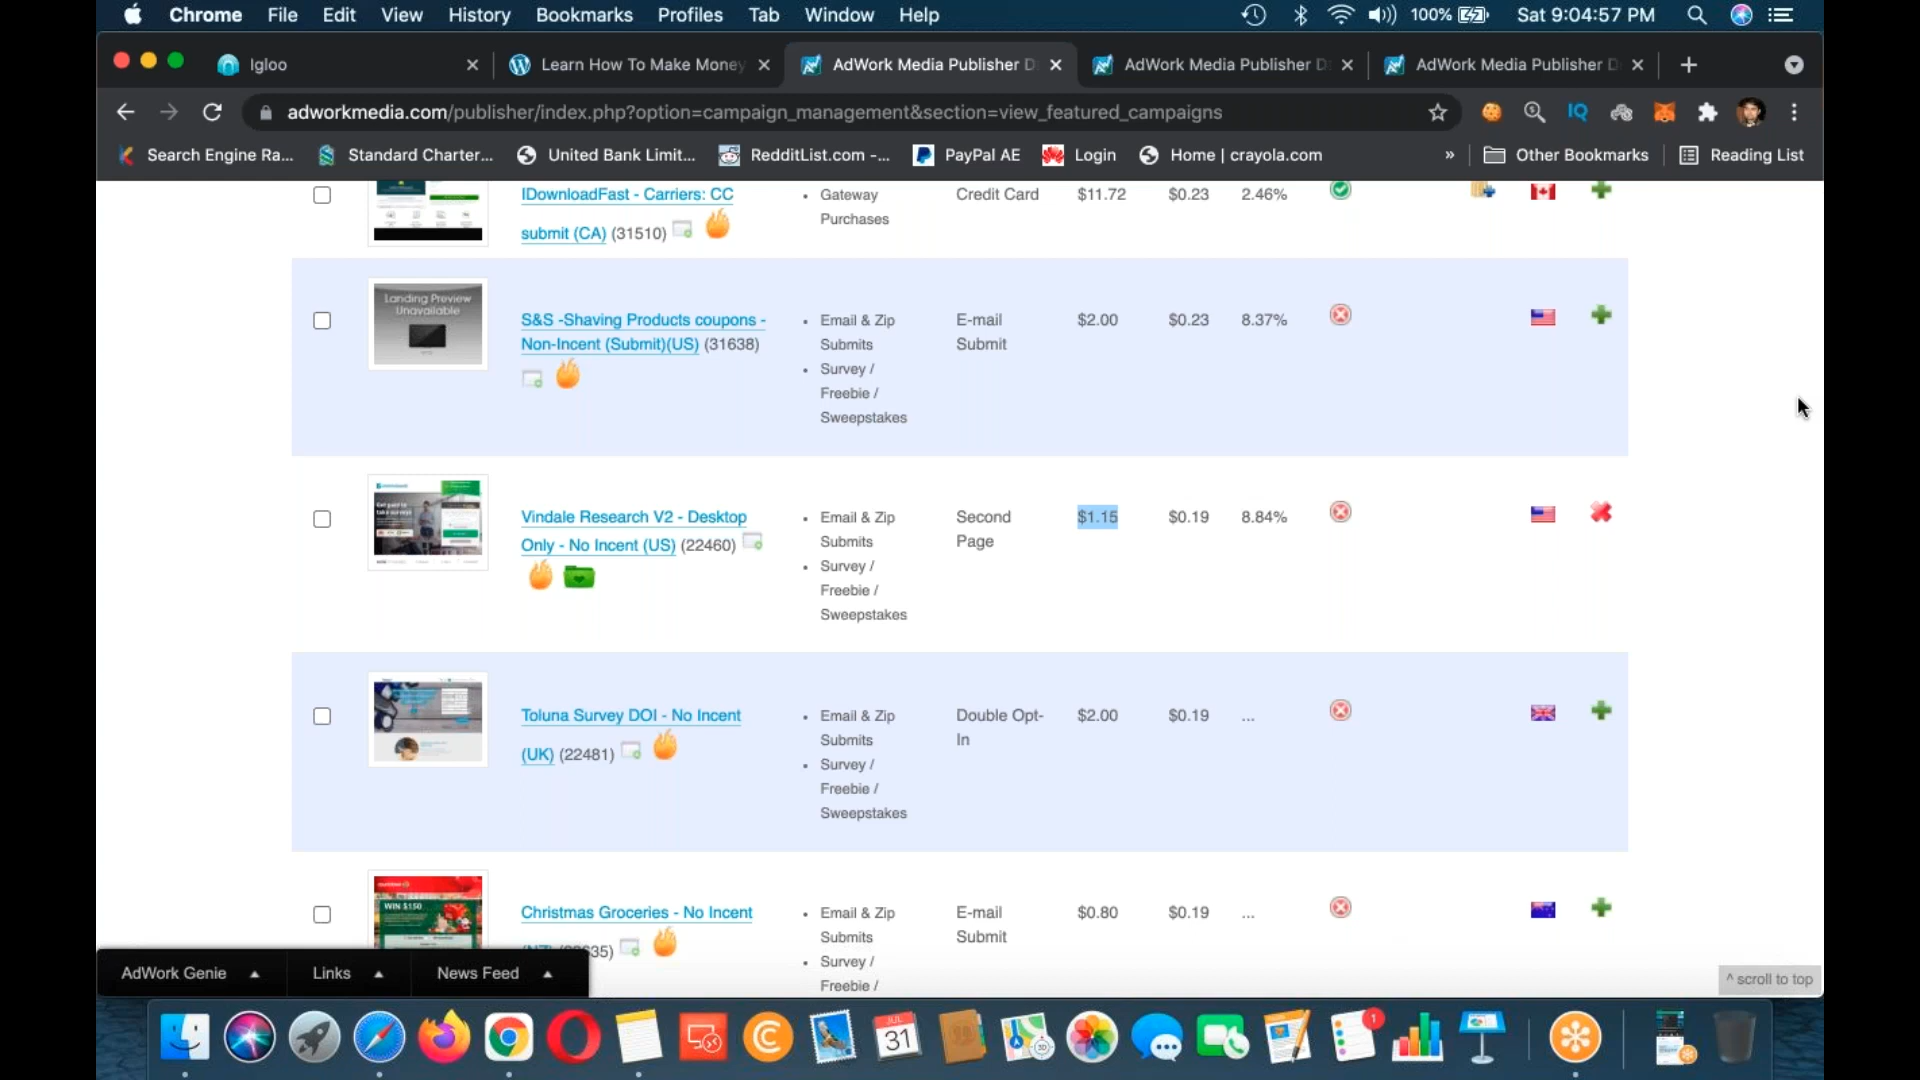 Chrome File Edit View History Bookmarks Profiles Tab Window Help 100% Sat 9:04:57 PM
Igloo Learn How To Make Money AdWork Media Publisher D AdWork Media Publisher D AdWork Media Publisher D
adworkmedia.com/publisher/index.php?option=campaign_management&section=view_featured_campaigns
Search Engine Ra... Standard Charter... United Bank Limit... RedditList.com -... PayPal AE Login Home | crayola.com » Other Bookmarks Reading List
IDownloadFast - Carriers: CC
submit (CA) (31510)
Gateway
Purchases
Credit Card
$11.72 $0.23 2.46%
Landing Preview
Unavailable
S&S -Shaving Products coupons -
Non-Incent (Submit)(US) (31638)
Email & Zip
Submits
Survey /
Freebie /
Sweepstakes
E-mail
Submit
$2.00 $0.23 8.37%
Vindale Research V2 - Desktop
Only - No Incent (US) (22460)
Email & Zip
Submits
Survey /
Freebie /
Sweepstakes
Second
Page
$1.15 $0.19 8.84%
Toluna Survey DOI - No Incent
(UK) (22481)
Email & Zip
Submits
Survey /
Freebie /
Sweepstakes
Double Opt-
In
$2.00 $0.19 ...
WIN $150
Christmas Groceries - No Incent
35)
Email & Zip
Submits
Survey /
Freebie /
E-mail
Submit
$0.80 $0.19 ...
AdWork Genie Links News Feed
^ scroll to top
JUL
31
3D
1